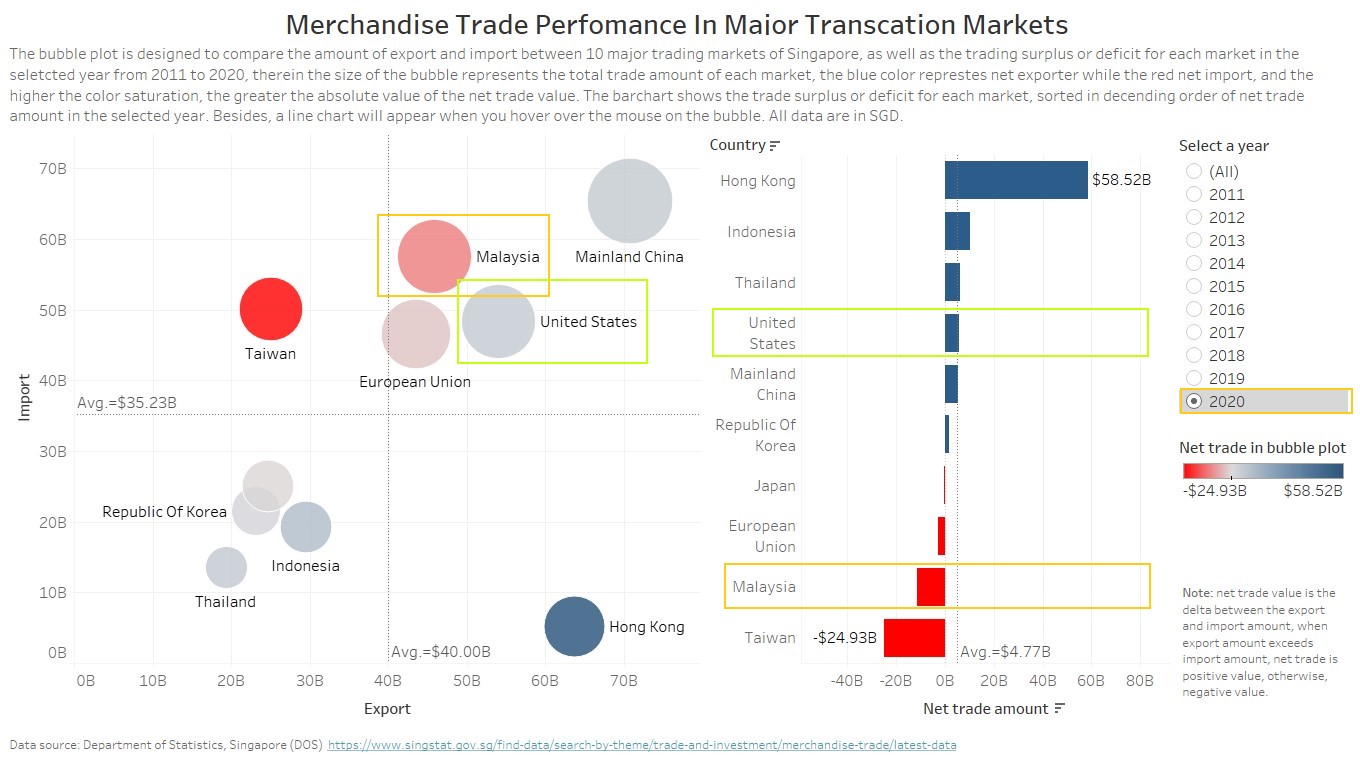 Merchandise Trade Perfomance In Major Transcation Markets
The bubble plot is designed to compare the amount of export and import between 10 major trading markets of Singapore, as well as the trading surplus or deficit for each market in the
seletcted year from 2011 to 2020, therein the size of the bubble represents the total trade amount of each market, the blue color represtes net exporter while the red net import, and the
higher the color saturation, the greater the absolute value of the net trade value. The barchart shows the trade surplus or deficit for each market, sorted in decending order of net trade
amount in the selected year. Besides, a line chart will appear when you hover over the mouse on the bubble. All data are in SGD.
Import
70B
60B
50B
40B
30B
20B
10B
0B
Mainland China
Malaysia
United States
Taiwan
European Union
Avg.=$35.23B
Republic Of Korea
Indonesia
Thailand
Hong Kong
Avg.=$40.00B
0B
10B
20B
30B
40B
50B
60B
70B
Export
Country
Hong Kong
$58.52B
Indonesia
Thailand
United
States
Mainland
China
Republic Of
Korea
Japan
European
Union
Malaysia
Taiwan
-$24.93B
Avg.=$4.77B
-40B
-20B
0B
20B
40B
60B
80B
Net trade amount
Select a year
(All)
2011
2012
2013
2014
2015
2016
2017
2018
2019
2020
Net trade in bubble plot
-$24.93B
$58.52B
Note: net trade value is the
delta between the export
and import amount, when
export amount exceeds
import amount, net trade is
positive value, otherwise,
negative value.
Data source: Department of Statistics, Singapore (DOS) https://www.singstat.gov.sg/find-data/search-by-theme/trade-and-investment/merchandise-trade/latest-data